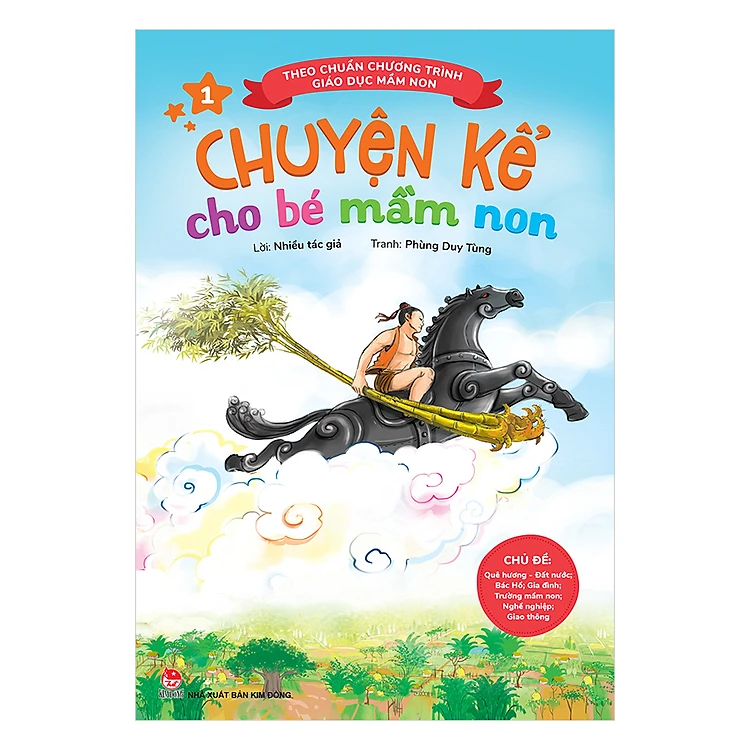 THEO CHUẨN CHƯƠNG TRÌNH
GIÁO DỤC MẦM NON
1
CHUYỆN KỂ
cho bé mầm non
Lời: Nhiều tác giả Tranh: Phùng Duy Tùng
CHỦ ĐỀ:
Quê hương - Đất nước;
Bác Hồ; Gia đình;
Trường mầm non;
Nghề nghiệp;
Giao thông
KIM ĐỒNG
NHÀ XUẤT BẢN KIM ĐỒNG